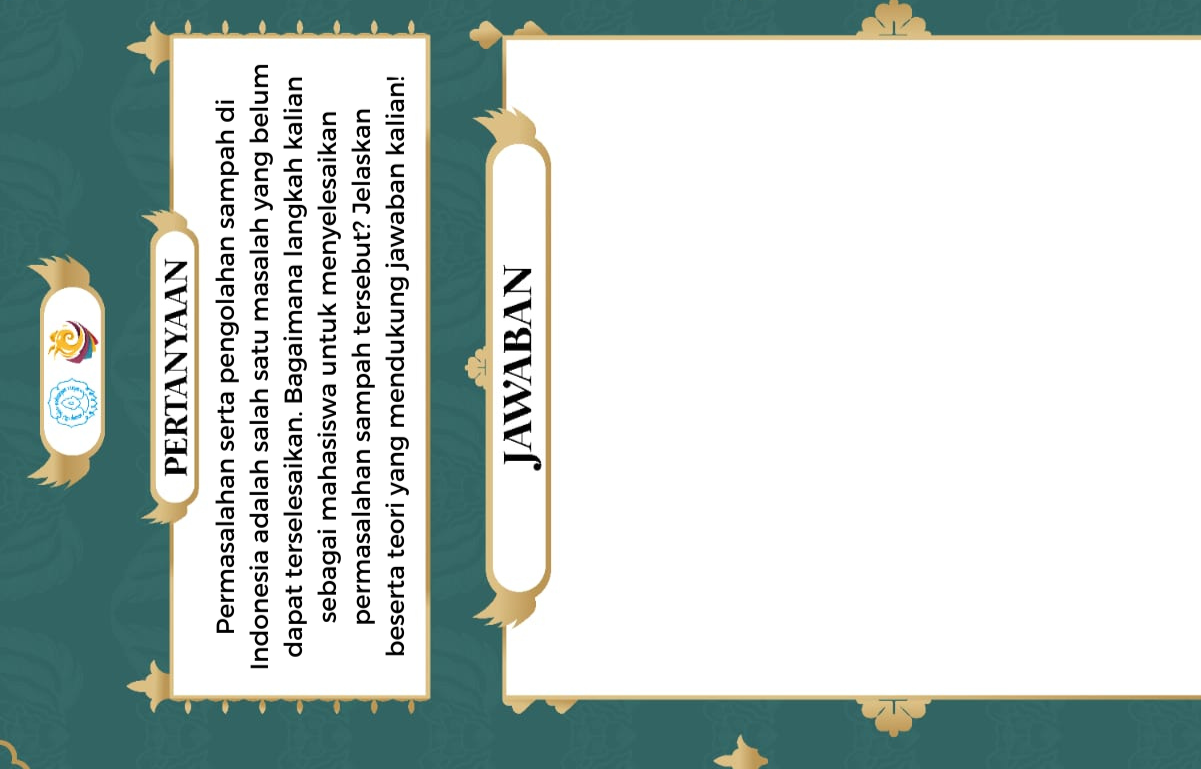 PERTANYAAN
Permasalahan serta pengolahan sampah di
Indonesia adalah salah satu masalah yang belum
dapat terselesaikan. Bagaimana langkah kalian
sebagai mahasiswa untuk menyelesaikan
permasalahan sampah tersebut? Jelaskan
beserta teori yang mendukung jawaban kalian!
JAWABAN